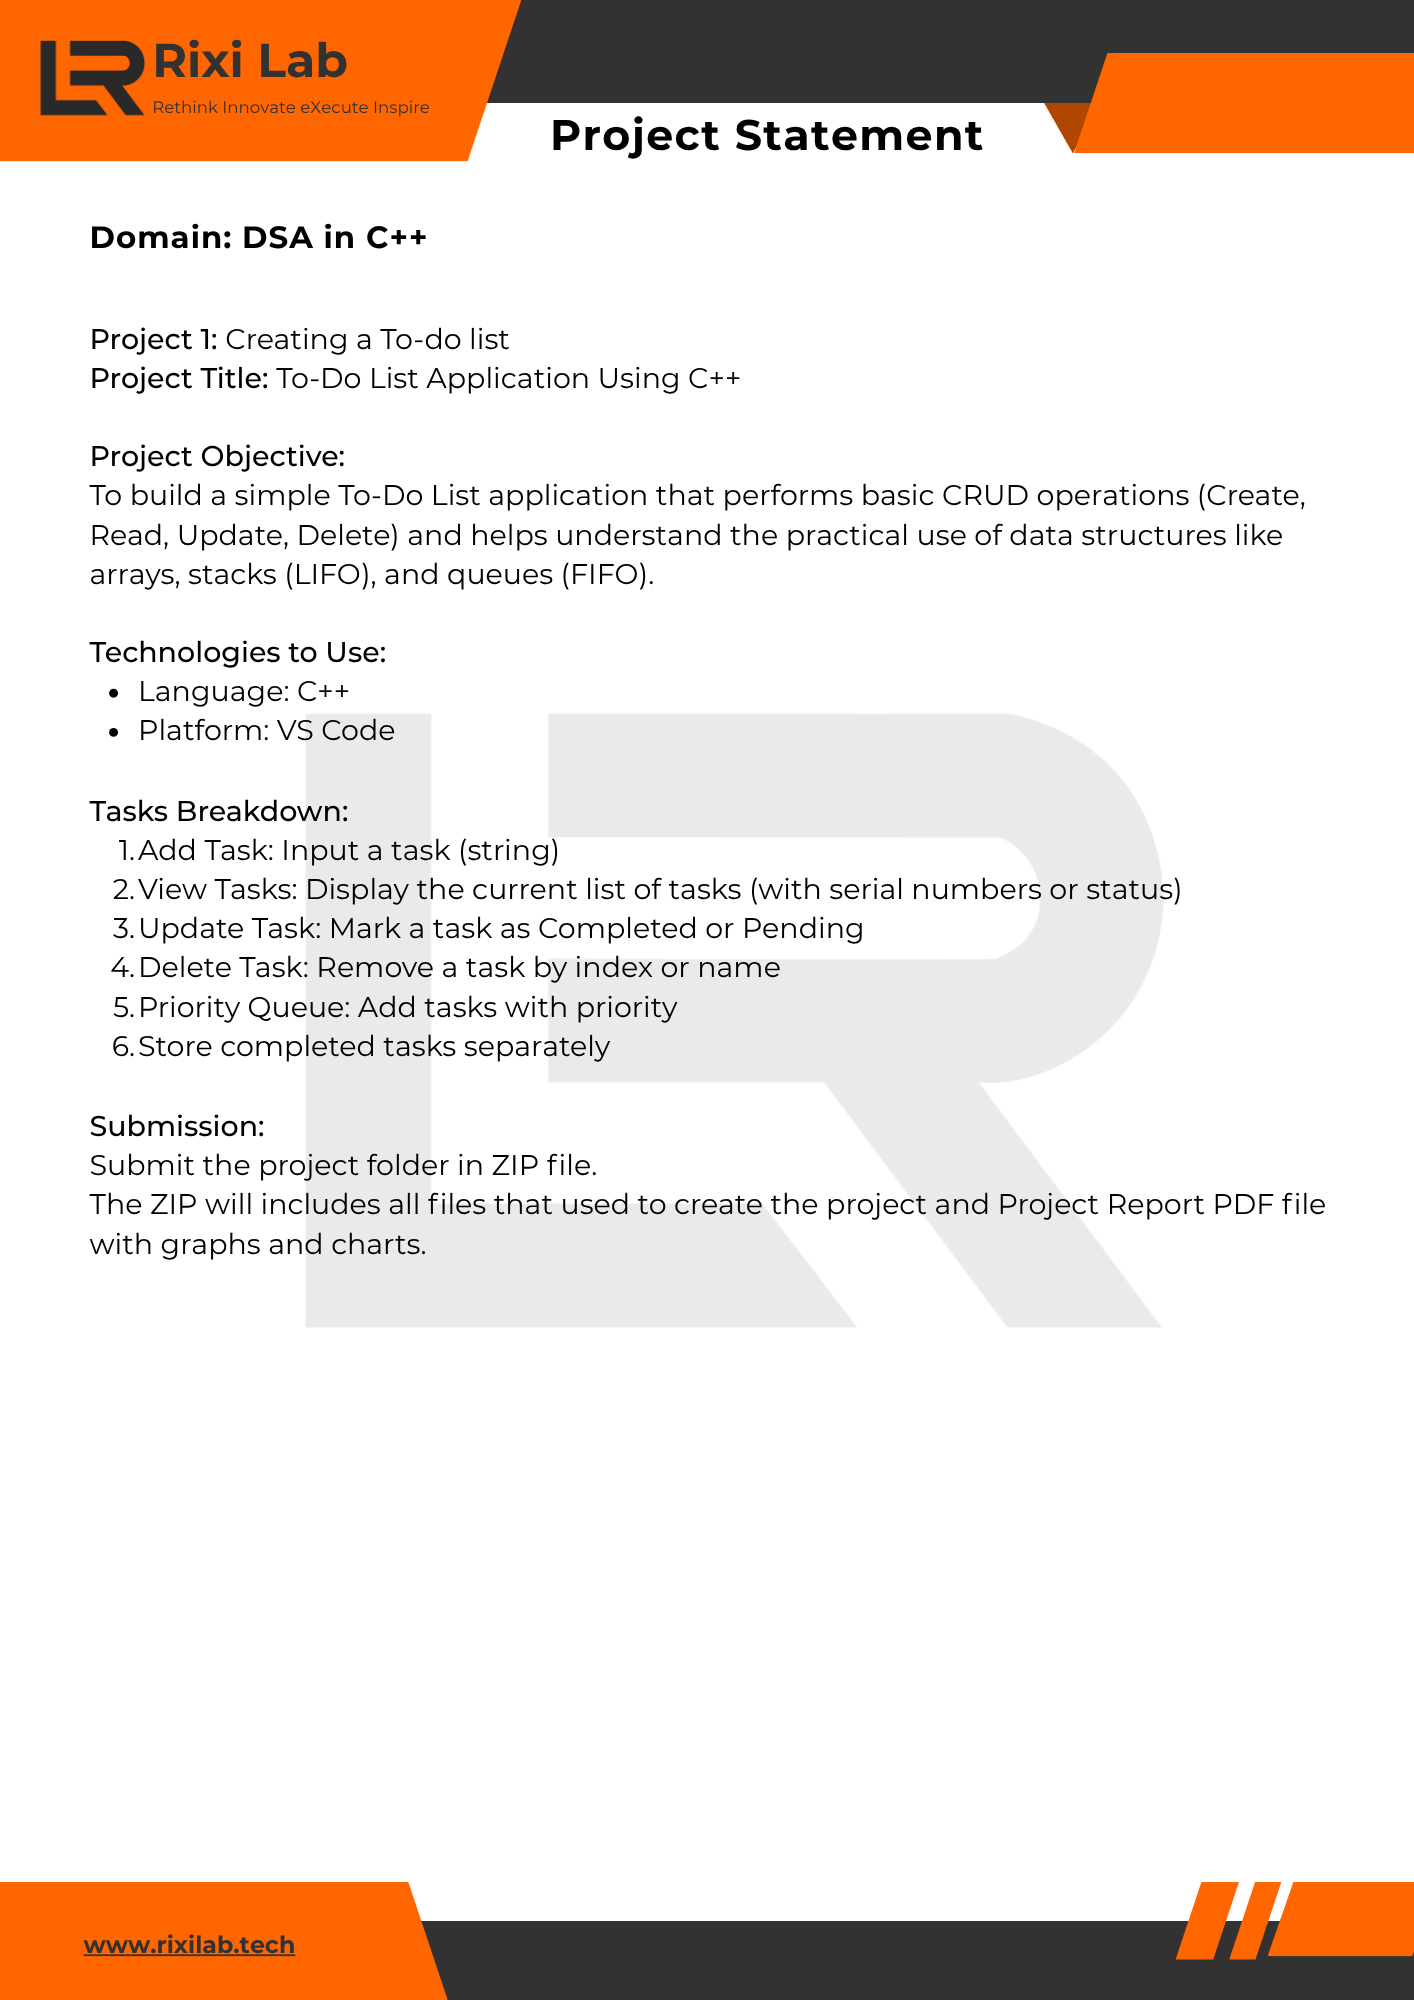 Rixi Lab
Rethink Innovate eXecute Inspire
Project Statement
Domain: DSA in C++
Project 1: Creating a To-do list
Project Title: To-Do List Application Using C++
Project Objective:
To build a simple To-Do List application that performs basic CRUD operations (Create,
Read, Update, Delete) and helps understand the practical use of data structures like
arrays, stacks (LIFO), and queues (FIFO).
Technologies to Use:
• Language: C++
• Platform: VS Code
Tasks Breakdown:
1. Add Task: Input a task (string)
2. View Tasks: Display the current list of tasks (with serial numbers or status)
3. Update Task: Mark a task as Completed or Pending
4. Delete Task: Remove a task by index or name
5. Priority Queue: Add tasks with priority
6. Store completed tasks separately
Submission:
Submit the project folder in ZIP file.
The ZIP will includes all files that used to create the project and Project Report PDF file
with graphs and charts.
www.rixilab.tech